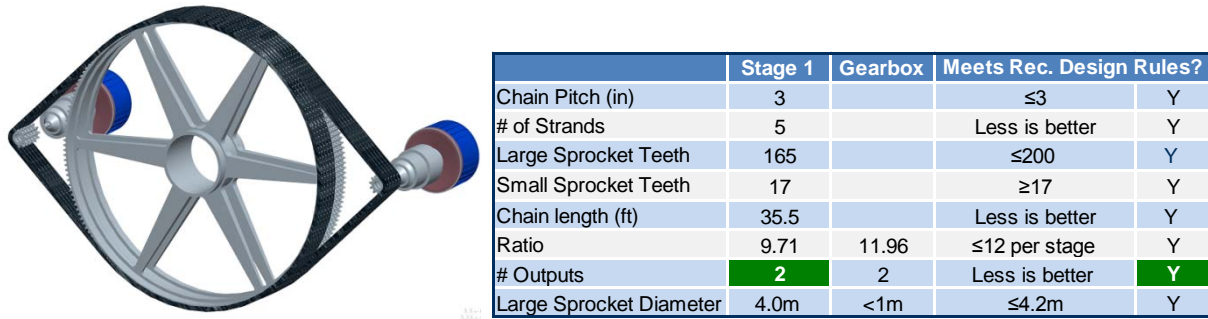 Stage 1 Gearbox Meets Rec. Design Rules?
Chain Pitch (in) 3 ≤3 Y
# of Strands 5 Less is better Y
Large Sprocket Teeth 165 ≤200 Y
Small Sprocket Teeth 17 ≥17 Y
Chain length (ft) 35.5 Less is better Y
Ratio 9.71 11.96 ≤12 per stage Y
# Outputs 2 2 Less is better Y
Large Sprocket Diameter 4.0m <1m ≤4.2m Y